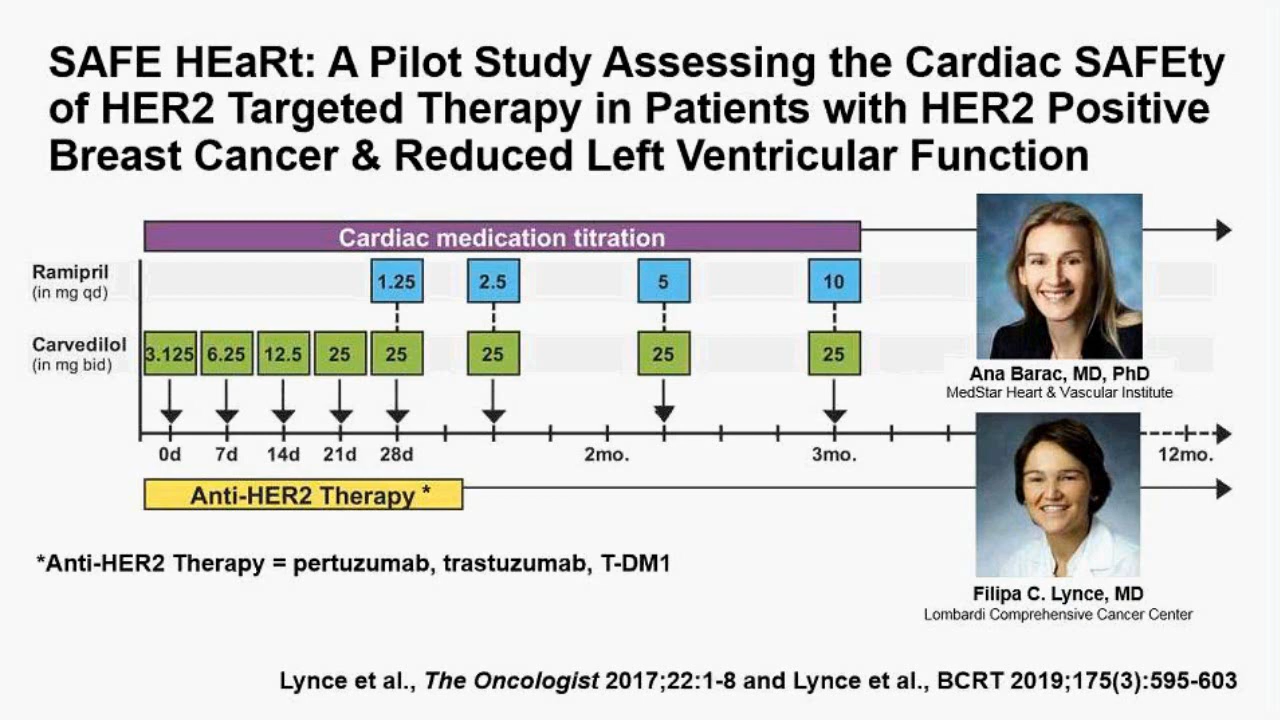 SAFE HEaRt: A Pilot Study Assessing the Cardiac SAFEty
of HER2 Targeted Therapy in Patients with HER2 Positive
Breast Cancer & Reduced Left Ventricular Function
Cardiac medication titration
Ramipril
(in mg qd)
1.25 2.5 5 10
Carvedilol
(in mg bid)
3.125 6.25 12.5 25 25 25 25 25
0d 7d 14d 21d 28d 2mo. 3mo. 12mo.
Anti-HER2 Therapy *
*Anti-HER2 Therapy = pertuzumab, trastuzumab, T-DM1
Ana Barac, MD, PhD
MedStar Heart & Vascular Institute
Filipa C. Lynce, MD
Lombardi Comprehensive Cancer Center
Lynce et al., The Oncologist 2017;22:1-8 and Lynce et al., BCRT 2019;175(3):595-603